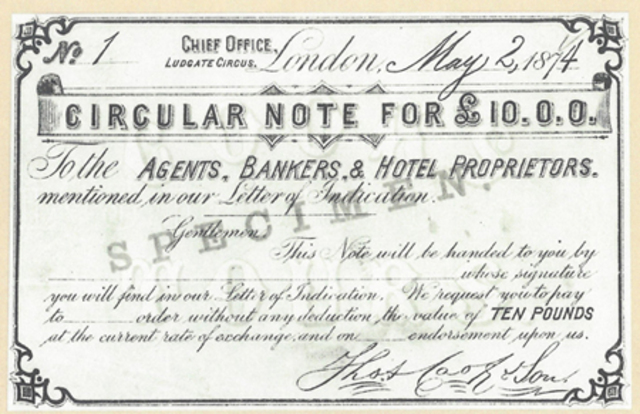 No. 1 CHIEF OFFICE, LUDGATE CIRCUS. London, May 2, 1874
CIRCULAR NOTE FOR £10.0.0.
To the AGENTS, BANKERS, & HOTEL PROPRIETORS.
mentioned in our Letter of Indication.
SPECIMEN.
Gentlemen,
This Note will be handed to you by
whose signature
you will find in our Letter of Indication. We request you to pay
to order without any deduction, the value of TEN POUNDS
at the current rate of exchange, and on endorsement upon us.
Thos Cook & Son